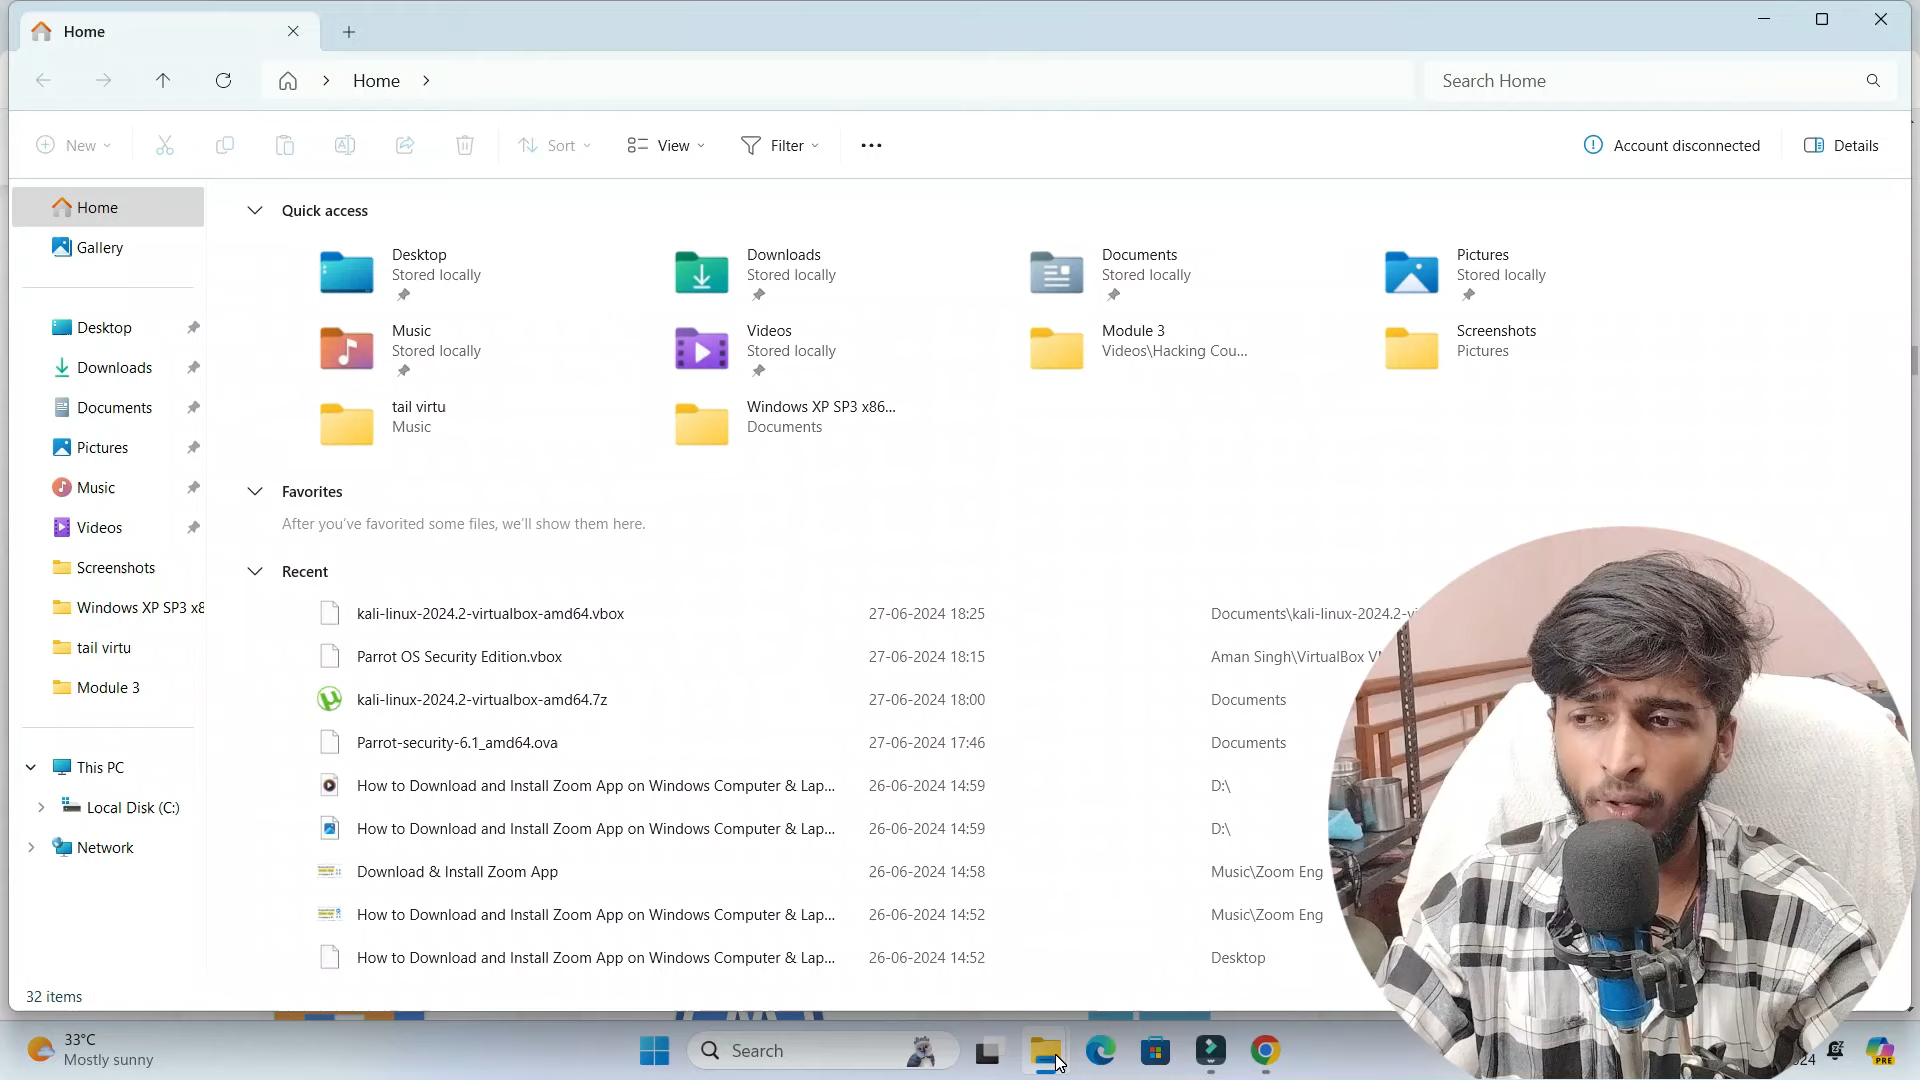 Home
Home
Search Home
New
Sort
View
Filter
Account disconnected
Details
Home
Gallery
Desktop
Downloads
Documents
Pictures
Music
Videos
Screenshots
Windows XP SP3 x8
tail virtu
Module 3
This PC
Local Disk (C:)
Network
Quick access
Desktop
Stored locally
Downloads
Stored locally
Documents
Stored locally
Pictures
Stored locally
Music
Stored locally
Videos
Stored locally
Module 3
Videos\Hacking Cou...
Screenshots
Pictures
tail virtu
Music
Windows XP SP3 x86...
Documents
Favorites
After you've favorited some files, we'll show them here.
Recent
kali-linux-2024.2-virtualbox-amd64.vbox 27-06-2024 18:25 Documents\kali-linux-2024.2-vi
Parrot OS Security Edition.vbox 27-06-2024 18:15 Aman Singh\VirtualBox
kali-linux-2024.2-virtualbox-amd64.7z 27-06-2024 18:00 Documents
Parrot-security-6.1_amd64.ova 27-06-2024 17:46 Documents
How to Download and Install Zoom App on Windows Computer & Lap... 26-06-2024 14:59 D:\
How to Download and Install Zoom App on Windows Computer & Lap... 26-06-2024 14:59 D:\
Download & Install Zoom App 26-06-2024 14:58 Music\Zoom Eng
How to Download and Install Zoom App on Windows Computer & Lap... 26-06-2024 14:52 Music\Zoom Eng
How to Download and Install Zoom App on Windows Computer & Lap... 26-06-2024 14:52 Desktop
32 items
33°C
Mostly sunny
Search
PRE